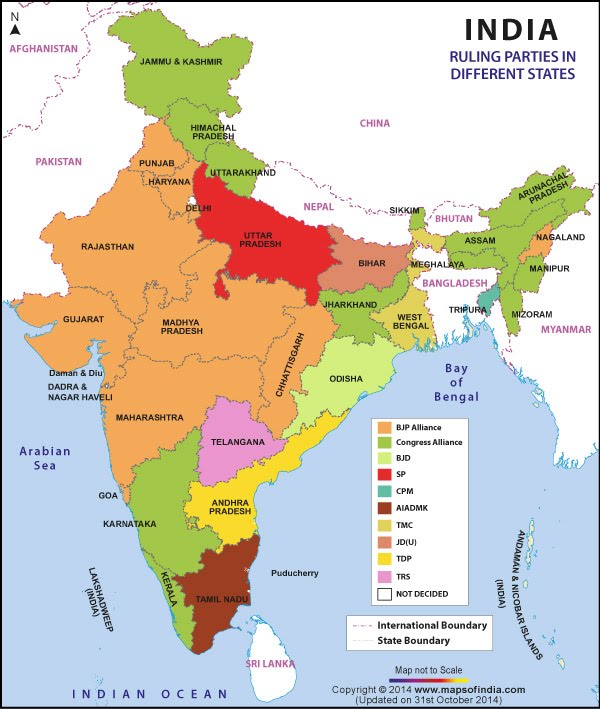 N
INDIA
RULING PARTIES IN
DIFFERENT STATES
AFGHANISTAN
JAMMU & KASHMIR
CHINA
HIMACHAL
PRADESH
PAKISTAN
PUNJAB
UTTARAKHAND
HARYANA
ARUNACHAL
PRADESH
DELHI
NEPAL
SIKKIM
BHUTAN
RAJASTHAN
UTTAR
PRADESH
ASSAM
NAGALAND
BIHAR
MEGHALAYA
MANIPUR
BANGLADESH
JHARKHAND
TRIPURA
MIZORAM
GUJARAT
MADHYA
PRADESH
WEST
BENGAL
MYANMAR
CHHATTISGARH
Daman & Diu
DADRA &
NAGAR HAVELI
ODISHA
Bay
of
Bengal
MAHARASHTRA
TELANGANA
Arabian
Sea
GOA
ANDHRA
PRADESH
KARNATAKA
BJP Alliance
Congress Alliance
BJD
SP
CPM
AIADMK
TMC
JD(U)
TDP
TRS
NOT DECIDED
Puducherry
LAKSHADWEEP
(INDIA)
KERALA
TAMIL NADU
ANDAMAN & NICOBAR ISLANDS
(INDIA)
International Boundary
State Boundary
SRI LANKA
Map not to Scale
INDIAN OCEAN
Copyright © 2014 www.mapsofindia.com
(Updated on 31st October 2014)